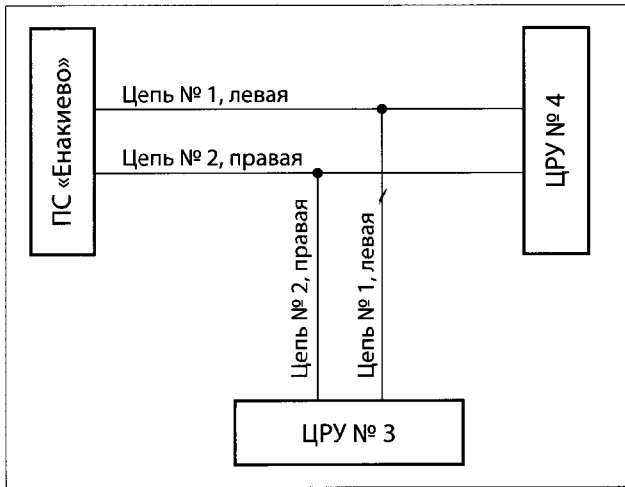 ПС «Енакиево»
Цепь № 1, левая
Цепь № 2, правая
ЦРУ № 4
Цепь № 2, правая
Цепь № 1, левая
ЦРУ № 3